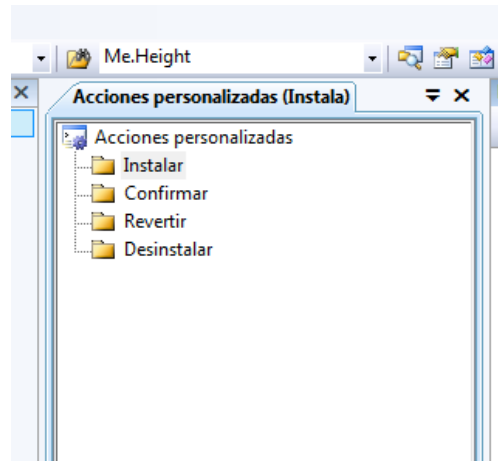 Me.Height
Acciones personalizadas (Instala)
Acciones personalizadas
Instalar
Confirmar
Revertir
Desinstalar